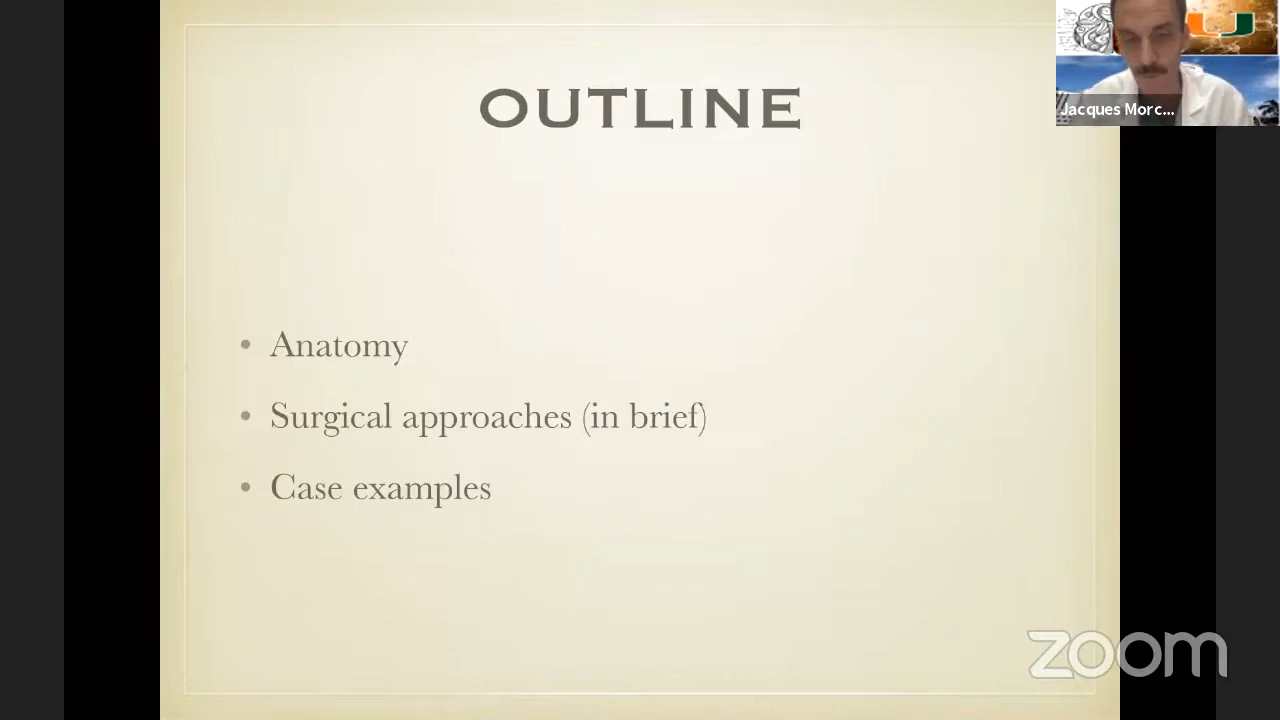 OUTLINE
Jacques Morc...
• Anatomy
• Surgical approaches (in brief)
• Case examples
zoom